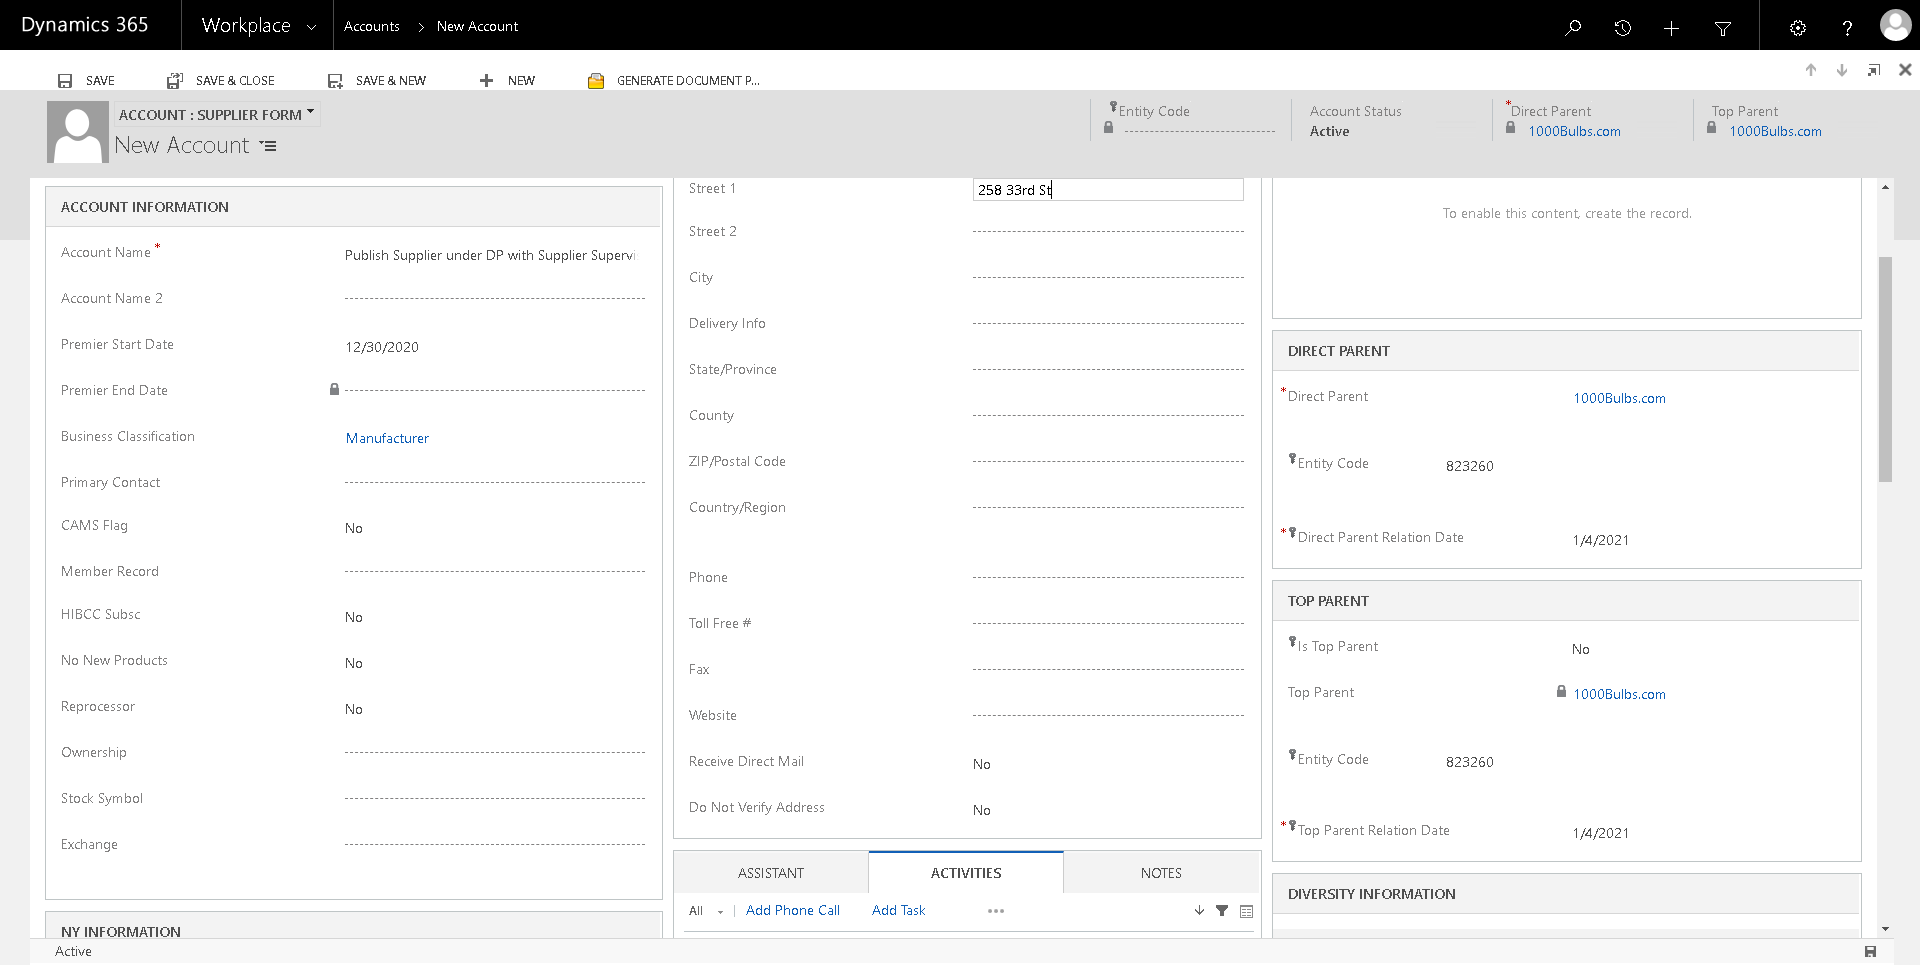 Dynamics 365
Workplace
Accounts > New Account
SAVE
SAVE & CLOSE
SAVE & NEW
NEW
GENERATE DOCUMENT P...
ACCOUNT : SUPPLIER FORM
New Account
Entity Code
Account Status
Active
*Direct Parent
1000Bulbs.com
Top Parent
1000Bulbs.com
ACCOUNT INFORMATION
Account Name * Publish Supplier under DP with Supplier Supervi
Account Name 2
Premier Start Date 12/30/2020
Premier End Date
Business Classification Manufacturer
Primary Contact
CAMS Flag No
Member Record
HIBCC Subsc No
No New Products No
Reprocessor No
Ownership
Stock Symbol
Exchange
NY INFORMATION
Street 1 258 33rd St
Street 2
City
Delivery Info
State/Province
County
ZIP/Postal Code
Country/Region
Phone
Toll Free #
Fax
Website
Receive Direct Mail No
Do Not Verify Address No
ASSISTANT ACTIVITIES NOTES
All Add Phone Call Add Task
To enable this content, create the record.
DIRECT PARENT
*Direct Parent 1000Bulbs.com
Entity Code 823260
*Direct Parent Relation Date 1/4/2021
TOP PARENT
Is Top Parent No
Top Parent 1000Bulbs.com
Entity Code 823260
*Top Parent Relation Date 1/4/2021
DIVERSITY INFORMATION
Active